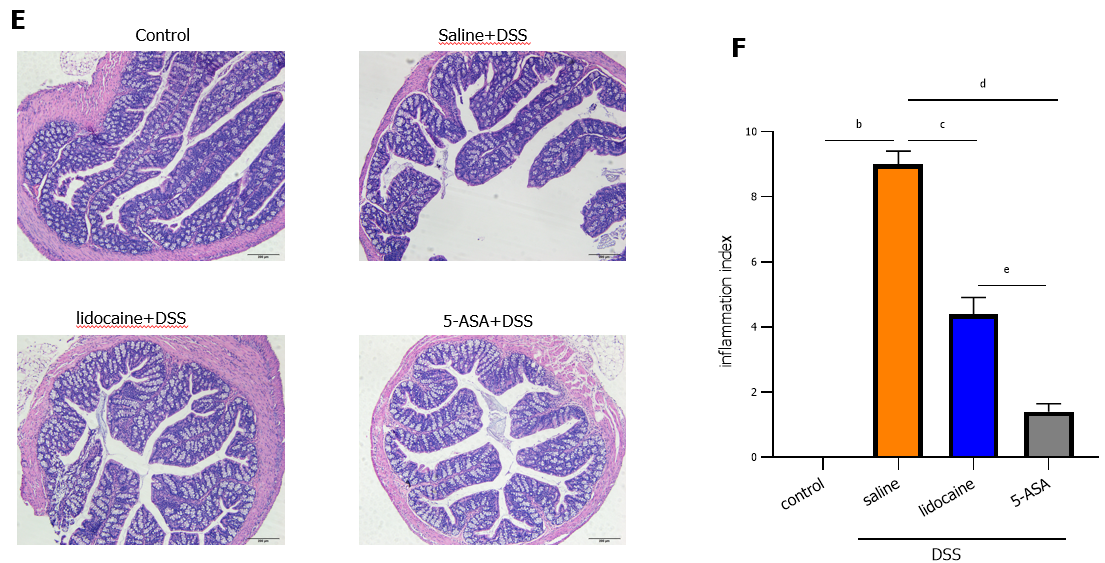 E
Control
Saline+DSS
lidocaine+DSS
5-ASA+DSS
F
d
b
c
e
10
8
6
4
2
0
inflammation index
control
saline
lidocaine
5-ASA
DSS